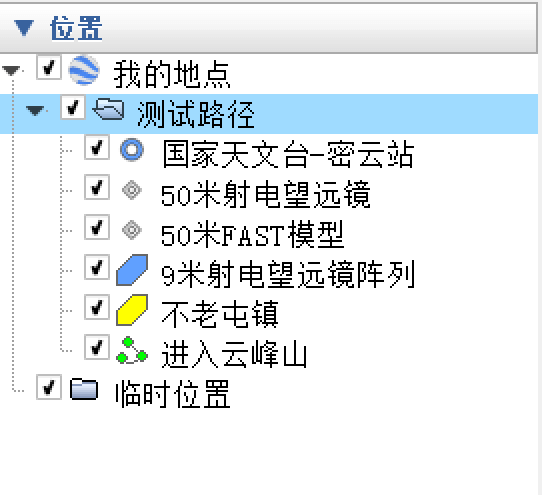 位置
我的地点
测试路径
国家天文台-密云站
50米射电望远镜
50米FAST模型
9米射电望远镜阵列
不老屯镇
进入云峰山
临时位置